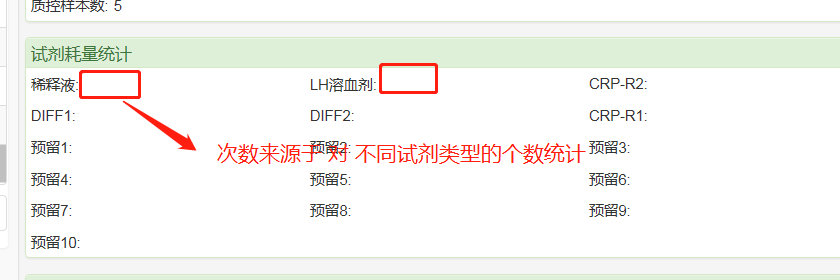 质控样本数: 5
试剂耗量统计
稀释液:
LH溶血剂:
CRP-R2:
DIFF1:
DIFF2:
CRP-R1:
预留1:
预留2:
预留3:
次数来源于 对 不同试剂类型的个数统计
预留4:
预留5:
预留6:
预留7:
预留8:
预留9:
预留10: